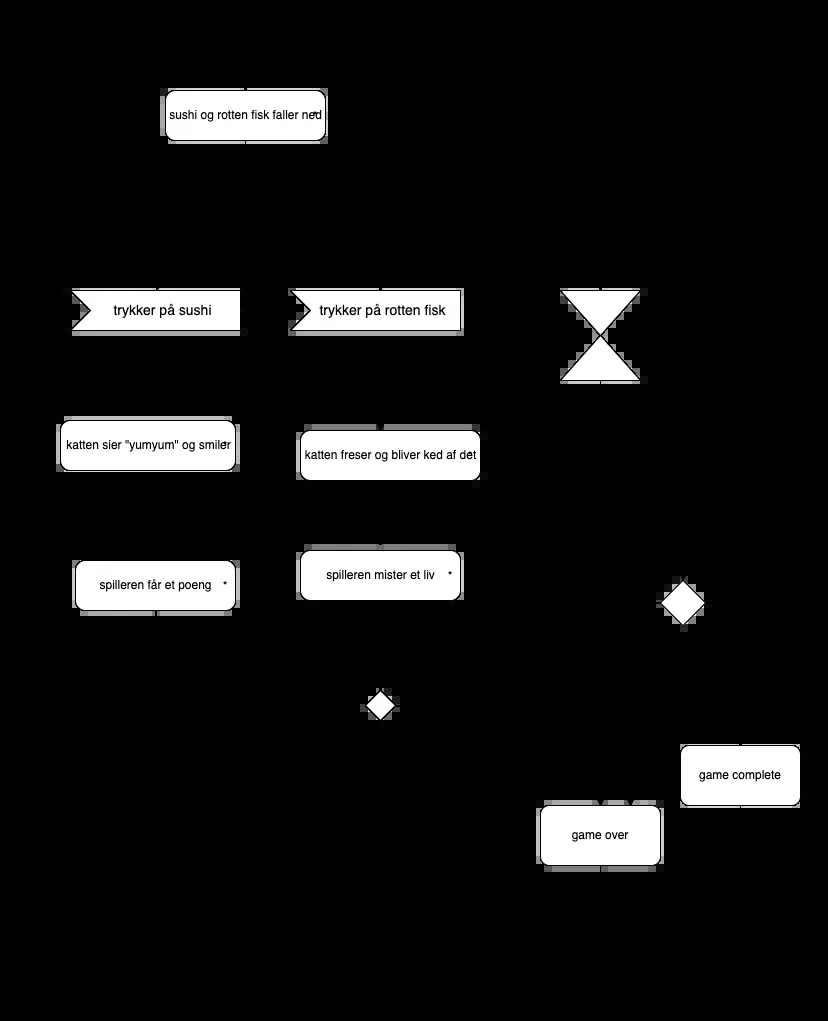 sushi og rotten fisk faller ned *
trykker på sushi
trykker på rotten fisk
katten sier "yumyum" og smiler *
katten freser og bliver ked af det *
spilleren får et poeng *
spilleren mister et liv *
game complete
game over